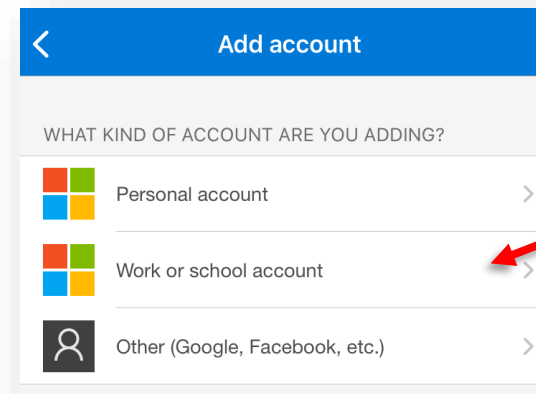 Add account
WHAT KIND OF ACCOUNT ARE YOU ADDING?
Personal account
Work or school account
Other (Google, Facebook, etc.)